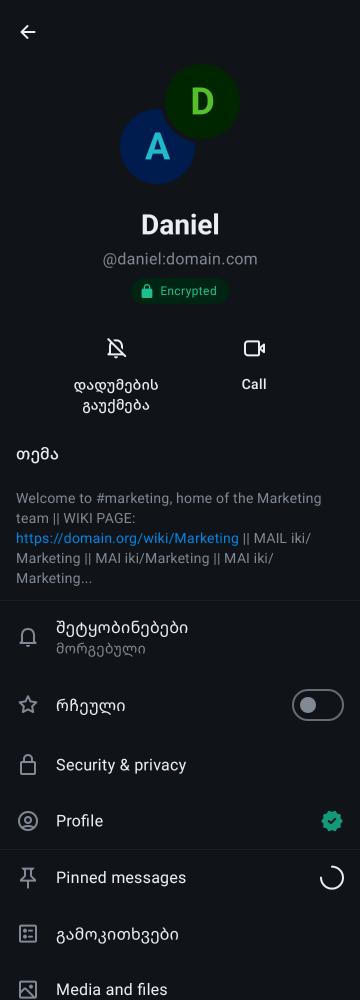 D
A
Daniel
@daniel:domain.com
Encrypted
დადუმების
გაუქმება
Call
თემა
Welcome to #marketing, home of the Marketing
team || WIKI PAGE:
https://domain.org/wiki/Marketing || MAIL iki/
Marketing || MAI iki/Marketing || MAI iki/
Marketing...
შეტყობინებები
მორგებული
რჩეული
Security & privacy
Profile
Pinned messages
გამოკითხვები
Media and files